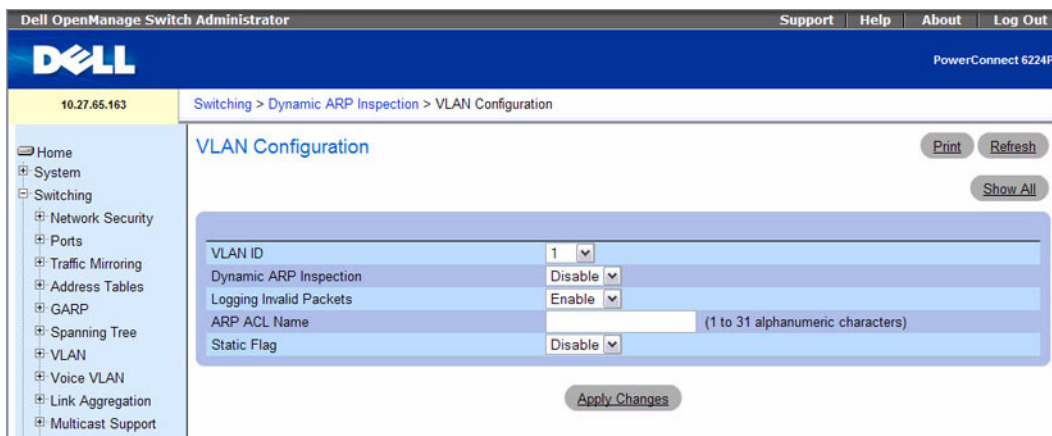 Dell OpenManage Switch Administrator
Support Help About Log Out
DELL
PowerConnect 6224P
10.27.65.163
Switching > Dynamic ARP Inspection > VLAN Configuration
Home
System
Switching
Network Security
Ports
Traffic Mirroring
Address Tables
GARP
Spanning Tree
VLAN
Voice VLAN
Link Aggregation
Multicast Support
VLAN Configuration
Print Refresh
Show All
VLAN ID 1
Dynamic ARP Inspection Disable
Logging Invalid Packets Enable
ARP ACL Name (1 to 31 alphanumeric characters)
Static Flag Disable
Apply Changes